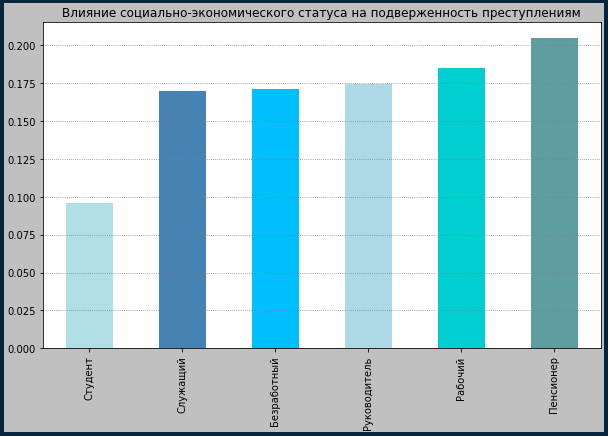 Влияние социально-экономического статуса на подверженность преступлениям
0.200
0.175
0.150
0.125
0.100
0.075
0.050
0.025
0.000
Студент
Служащий
Безработный
Руководитель
Рабочий
Пенсионер